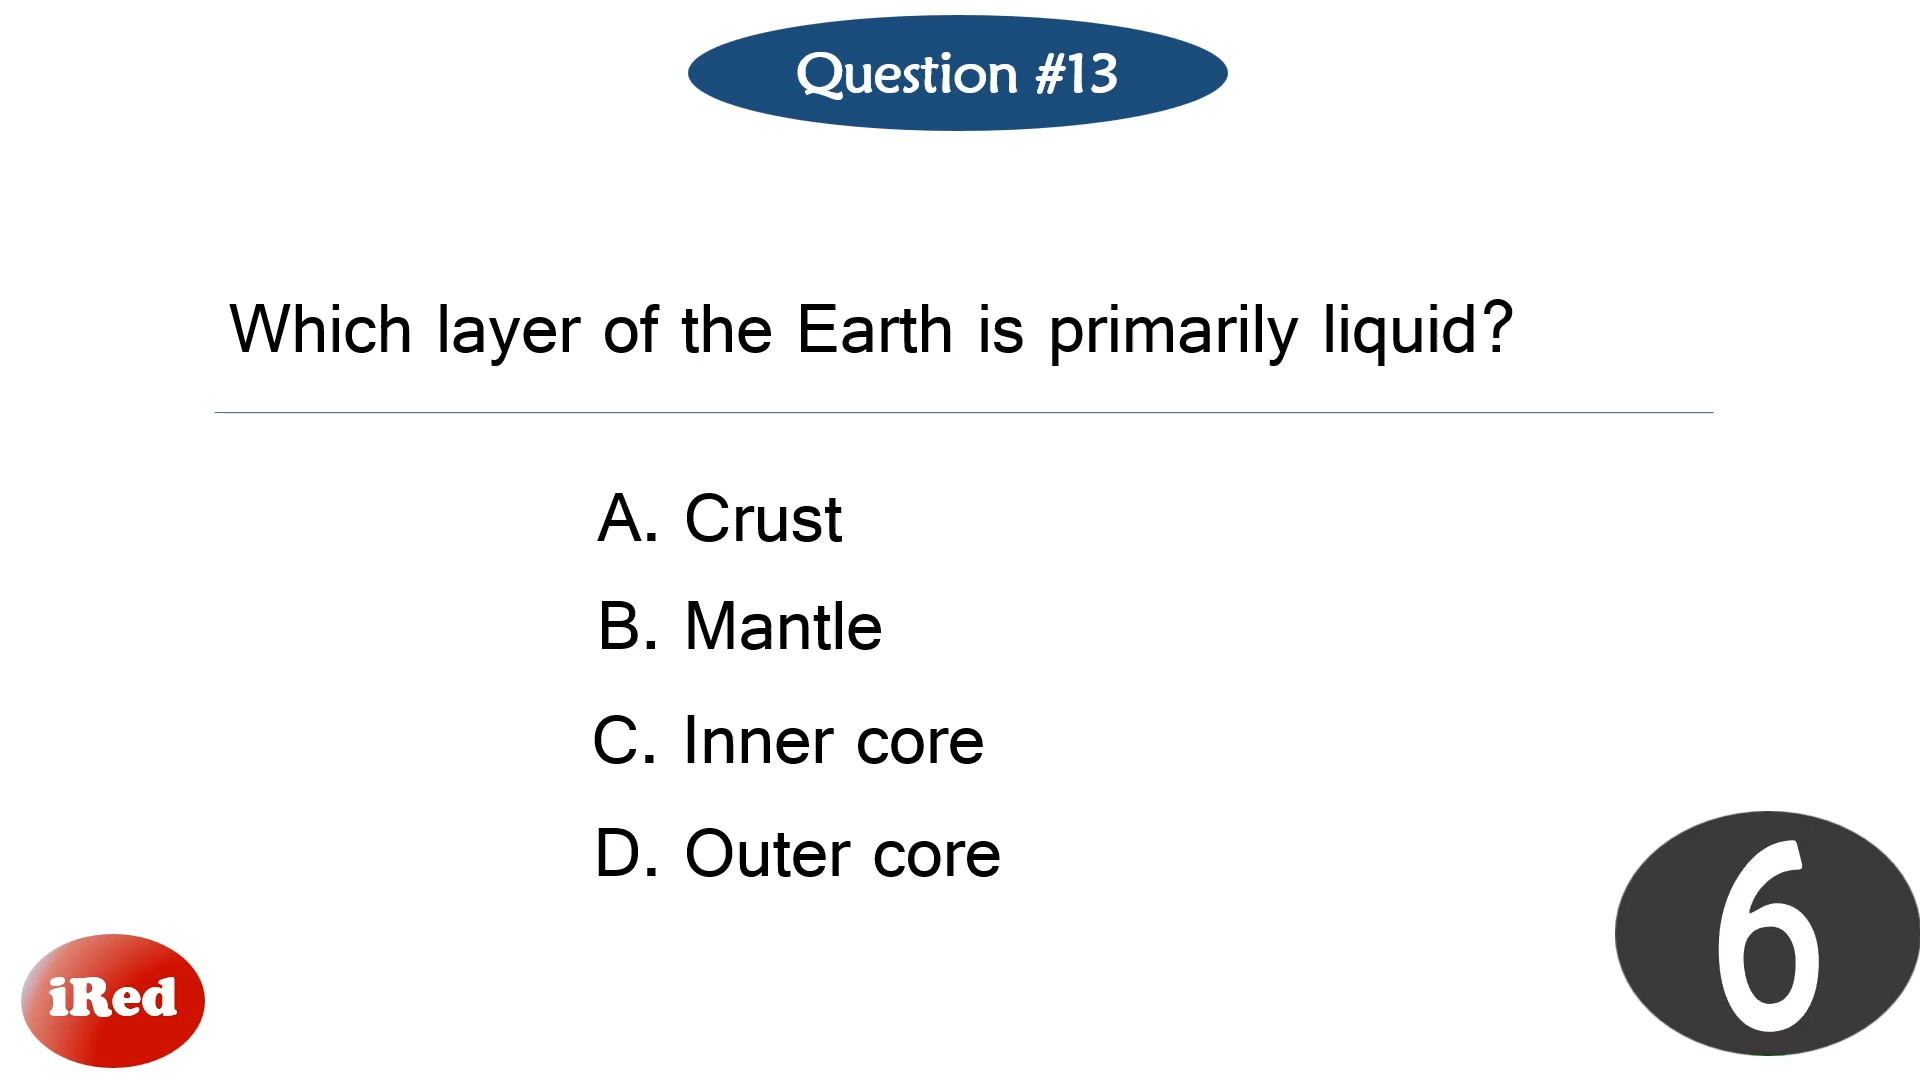 Question #13
Which layer of the Earth is primarily liquid?
A. Crust
B. Mantle
C. Inner core
D. Outer core
6
iRed